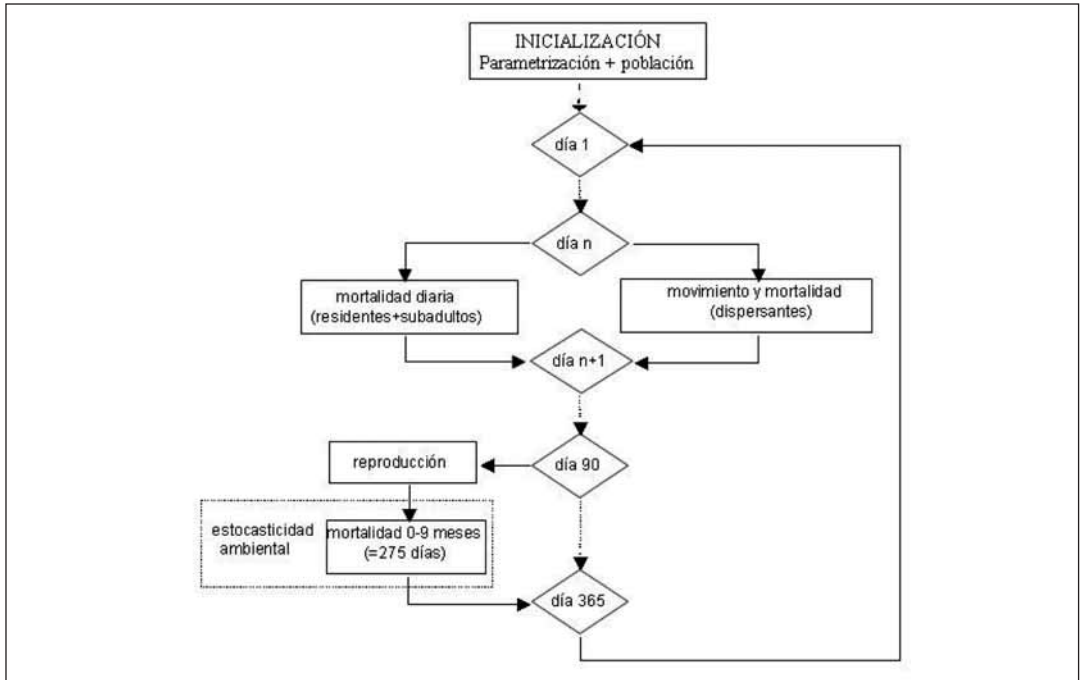 INICIALIZACIÓN
Parametrización + población
día 1
día n
mortalidad diaria
(residentes+subadultos)
movimiento y mortalidad
(dispersantes)
día n+1
reproducción
día 90
estocasticidad
ambiental
mortalidad 0-9 meses
(=275 días)
día 365